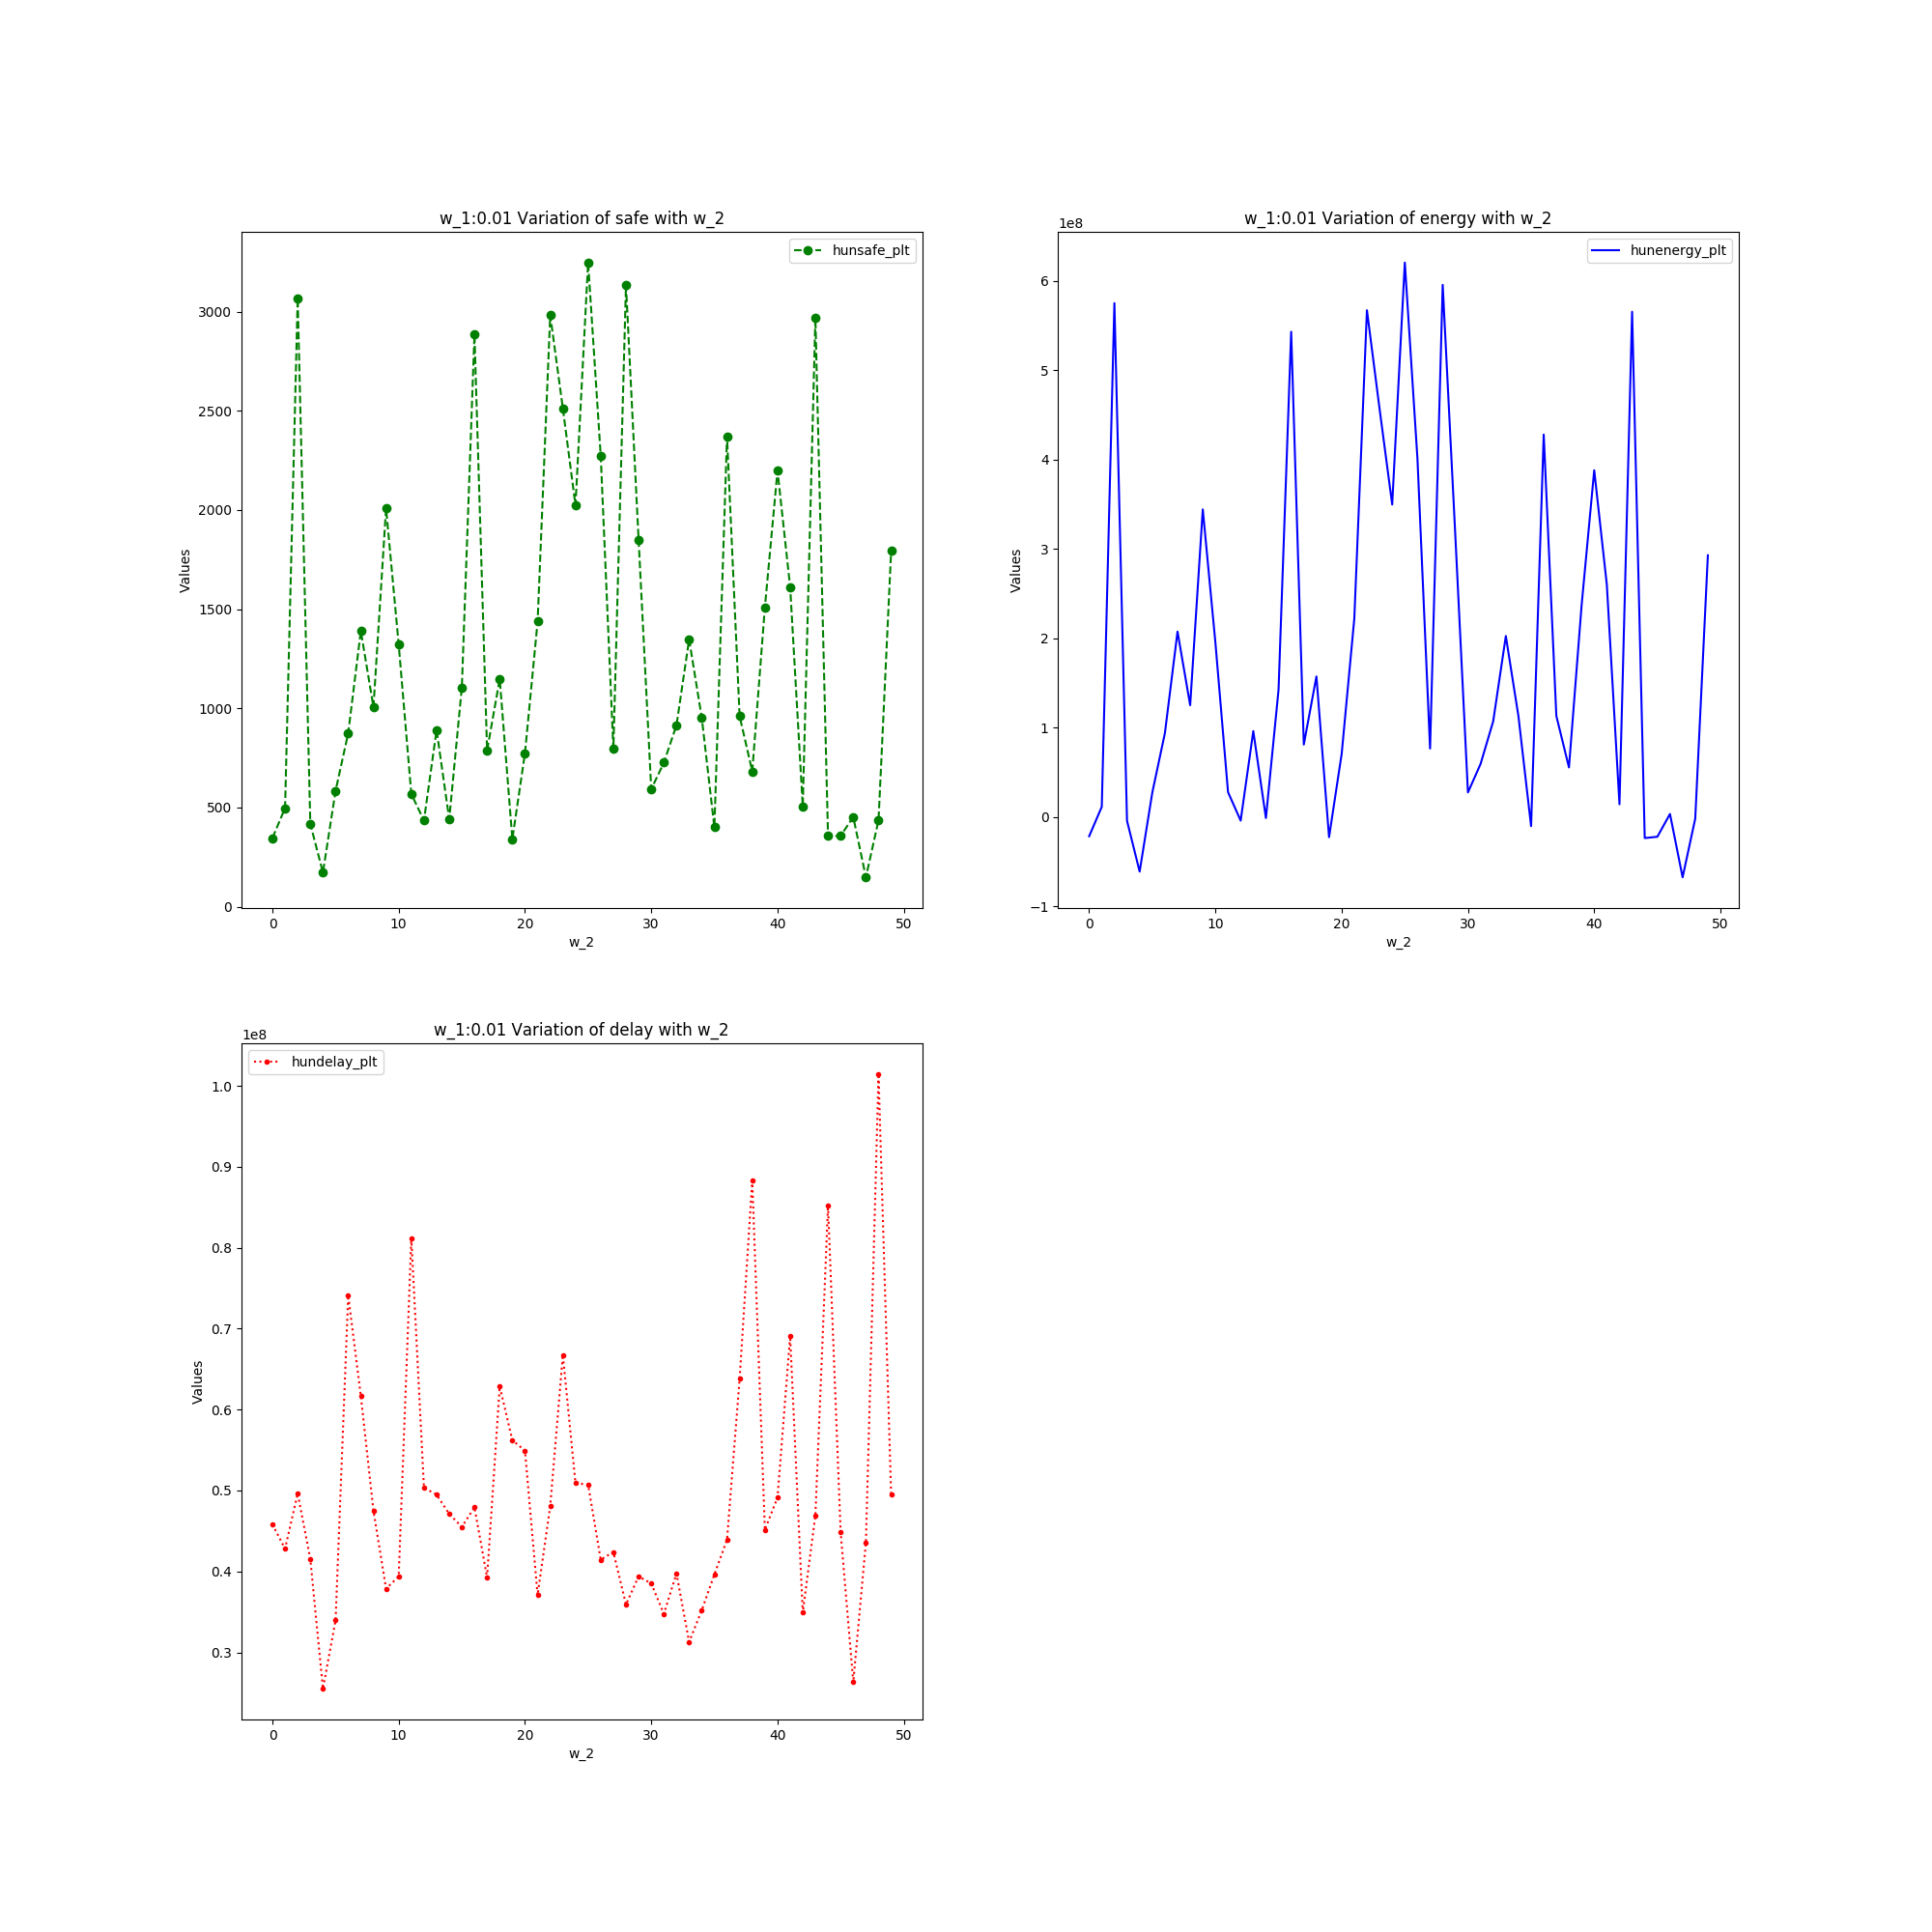 w_1:0.01 Variation of safe with w_2
hunsafe_plt
3000
2500
2000
1500
1000
500
0
Values
0 10 20 30 40 50
w_2
w_1:0.01 Variation of energy with w_2
1e8
hunenergy_plt
6
5
4
3
2
1
0
−1
Values
0 10 20 30 40 50
w_2
w_1:0.01 Variation of delay with w_2
1e8
hundelay_plt
1.0
0.9
0.8
0.7
0.6
0.5
0.4
0.3
Values
0 10 20 30 40 50
w_2